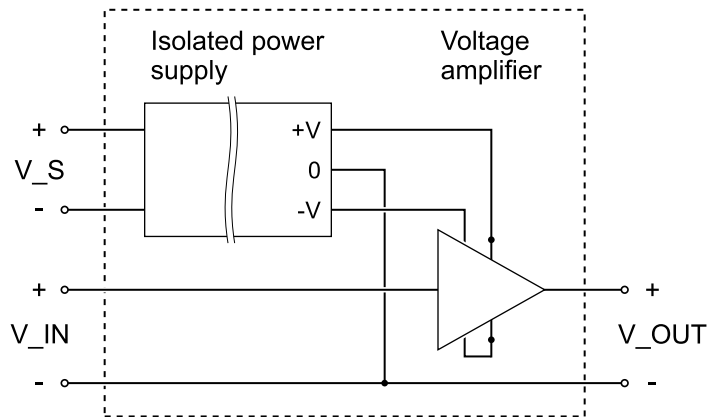 Isolated power
supply
Voltage
amplifier
+
V_S
-
+V
0
-V
+
V_IN
-
+
V_OUT
-